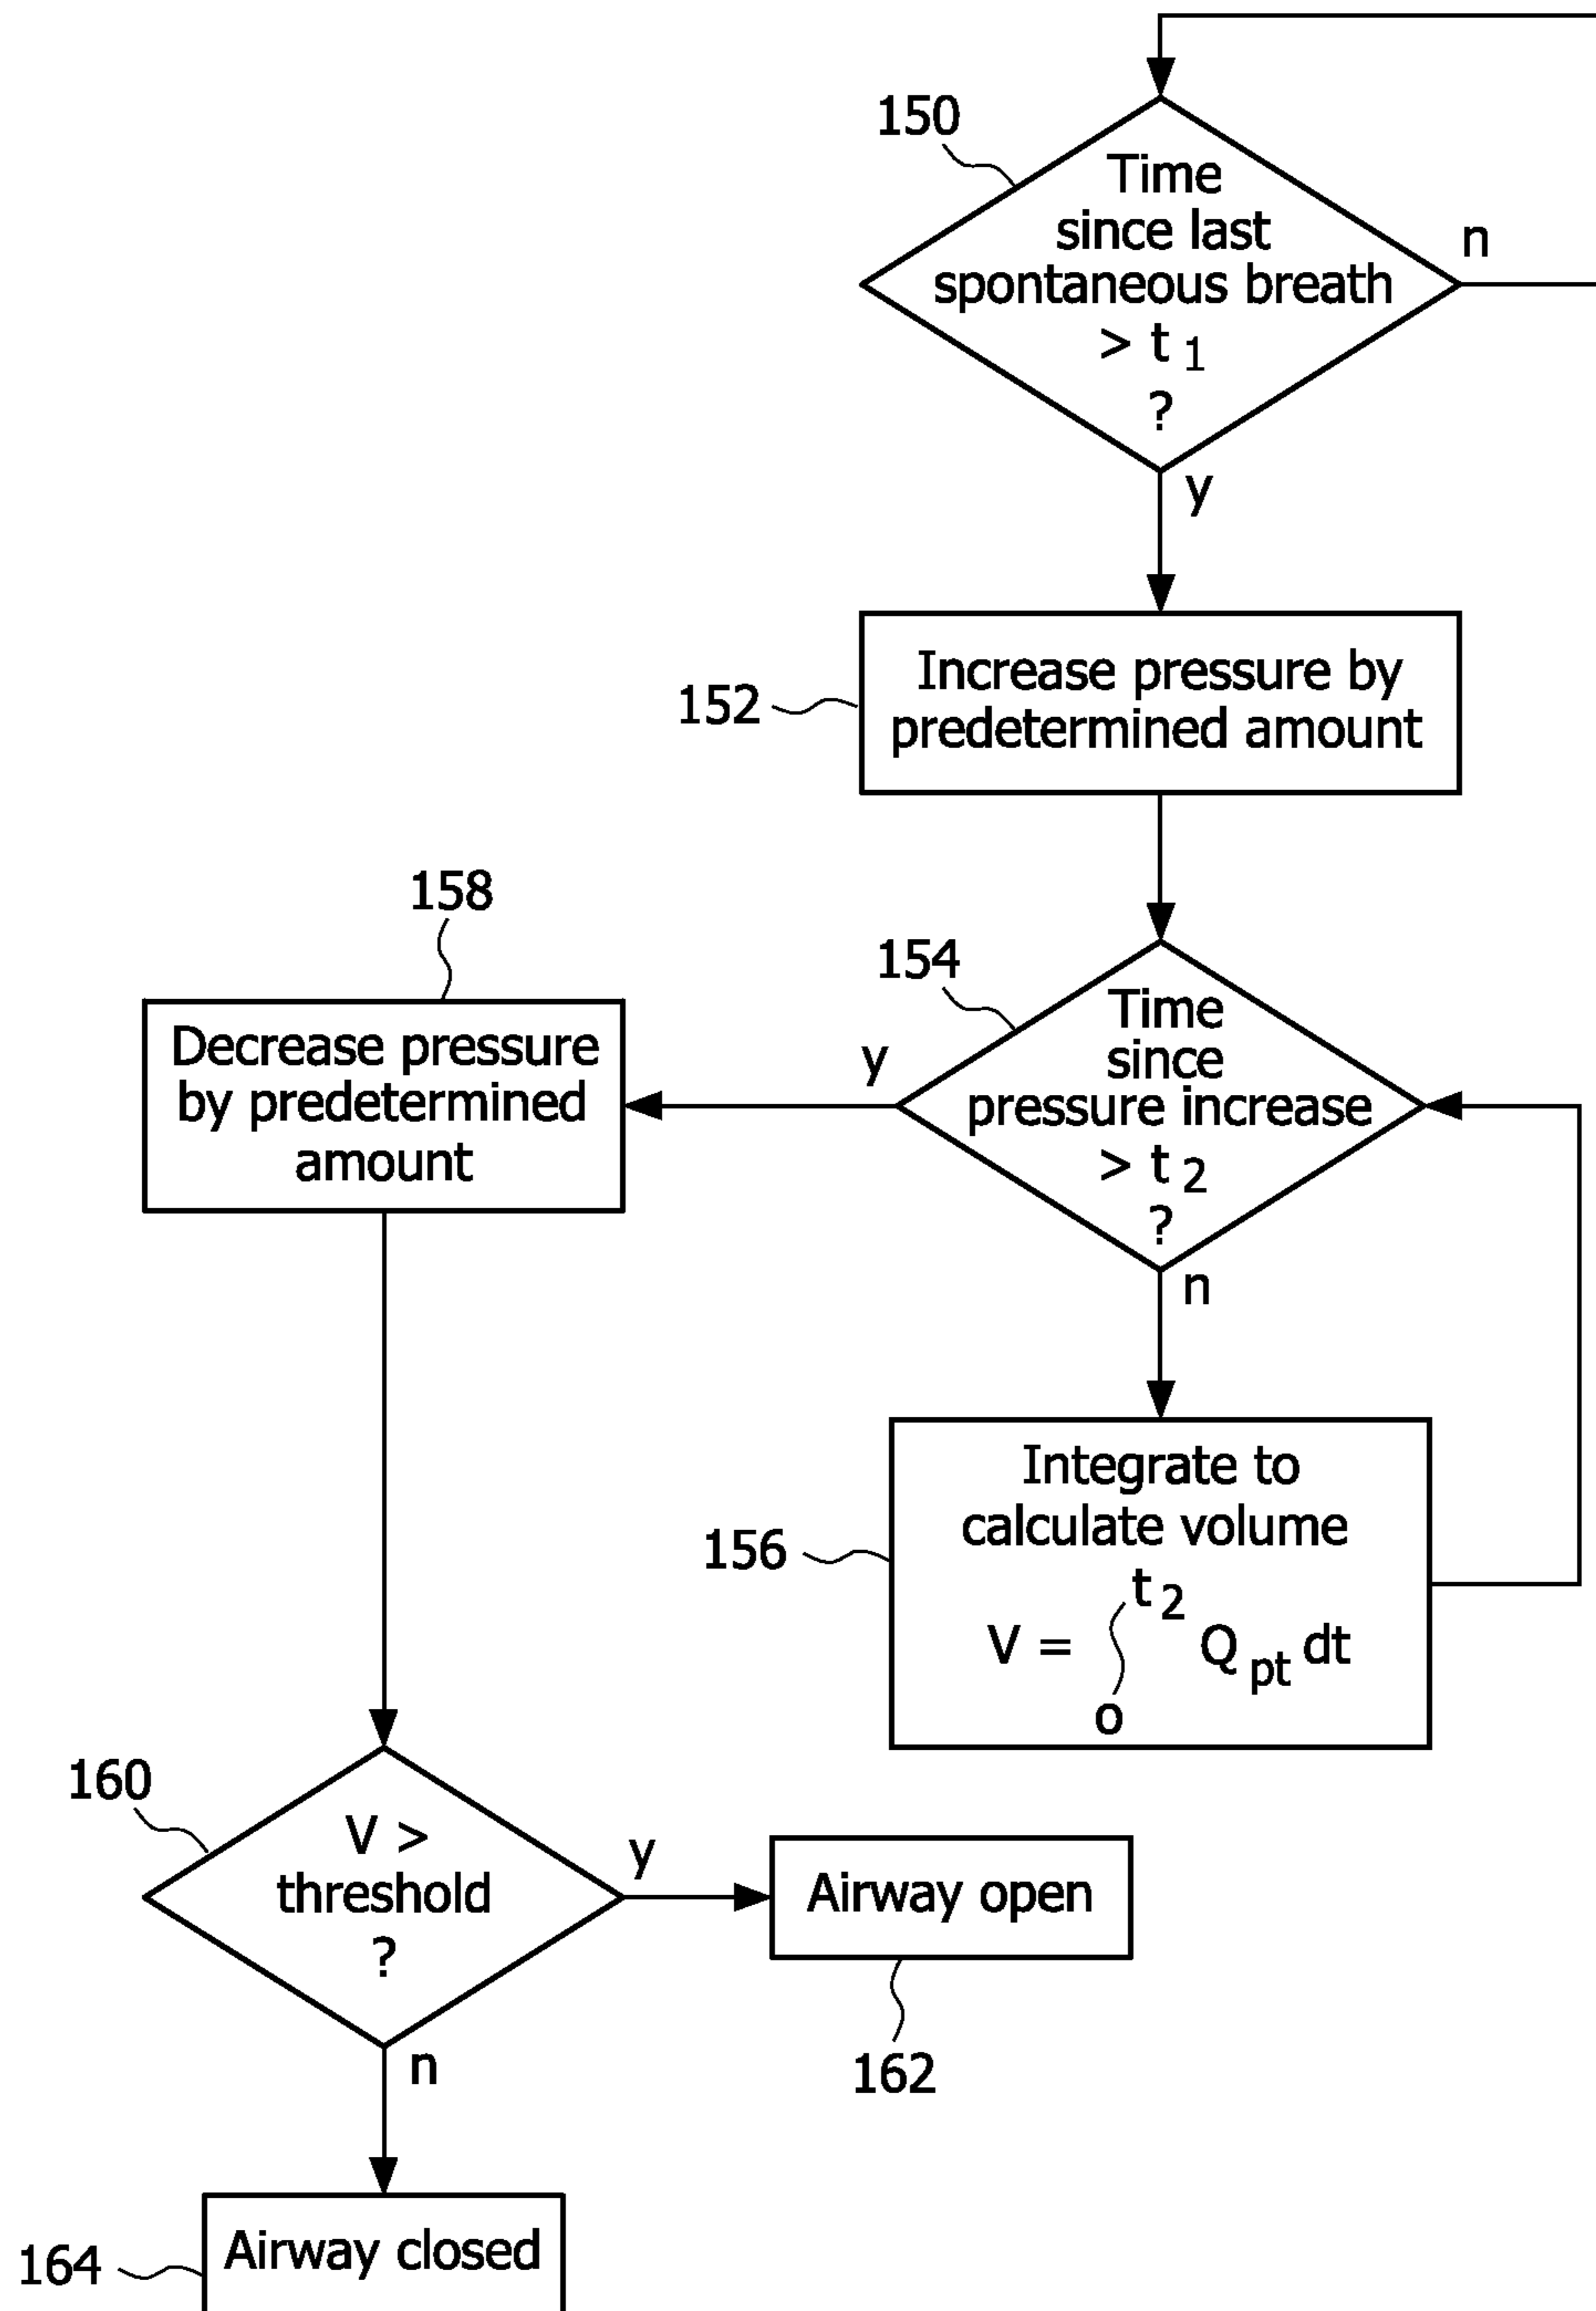 150
Time
since last
spontaneous breath
> t 1
?
n
y
152
Increase pressure by
predetermined amount
158
Decrease pressure
by predetermined
amount
154
Time
since
pressure increase
> t 2
?
y
n
156
Integrate to
calculate volume
t 2
V = Q pt dt
o
160
V >
threshold
?
y
Airway open
162
n
164
Airway closed